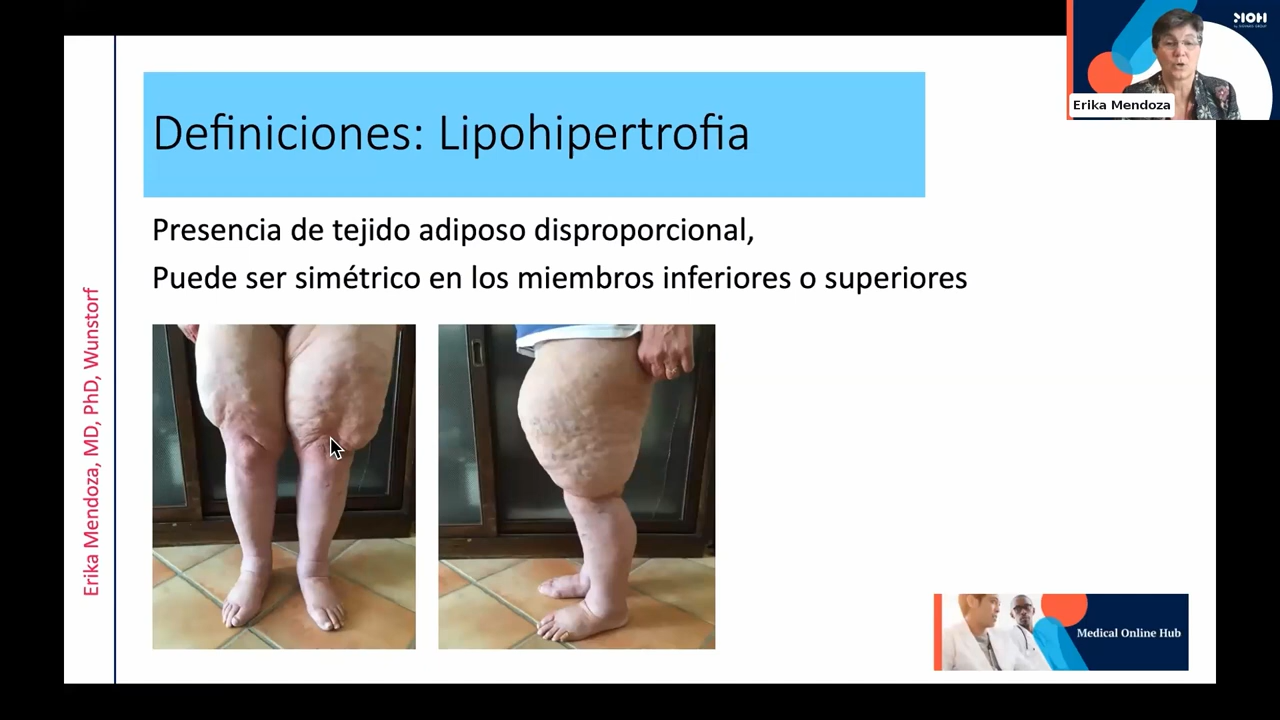 Definiciones: Lipohipertrofia
Presencia de tejido adiposo disproporcional,
Puede ser simétrico en los miembros inferiores o superiores
Erika Mendoza, MD, PhD, Wunstorf
Erika Mendoza
MOH
Medical Online Hub